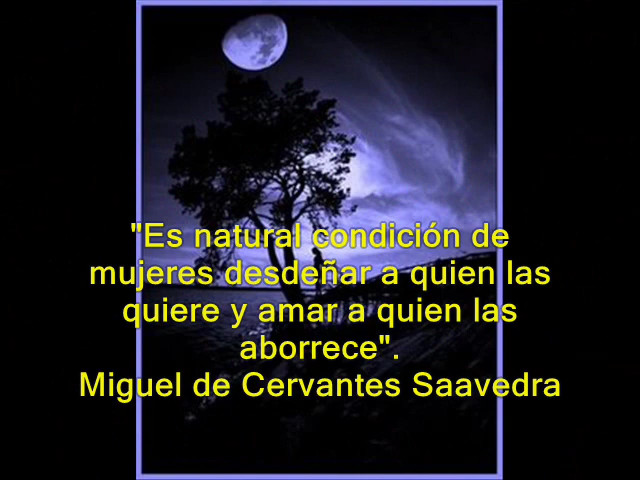 "Es natural condición de
mujeres desdeñar a quien las
quiere y amar a quien las
aborrece".
Miguel de Cervantes Saavedra